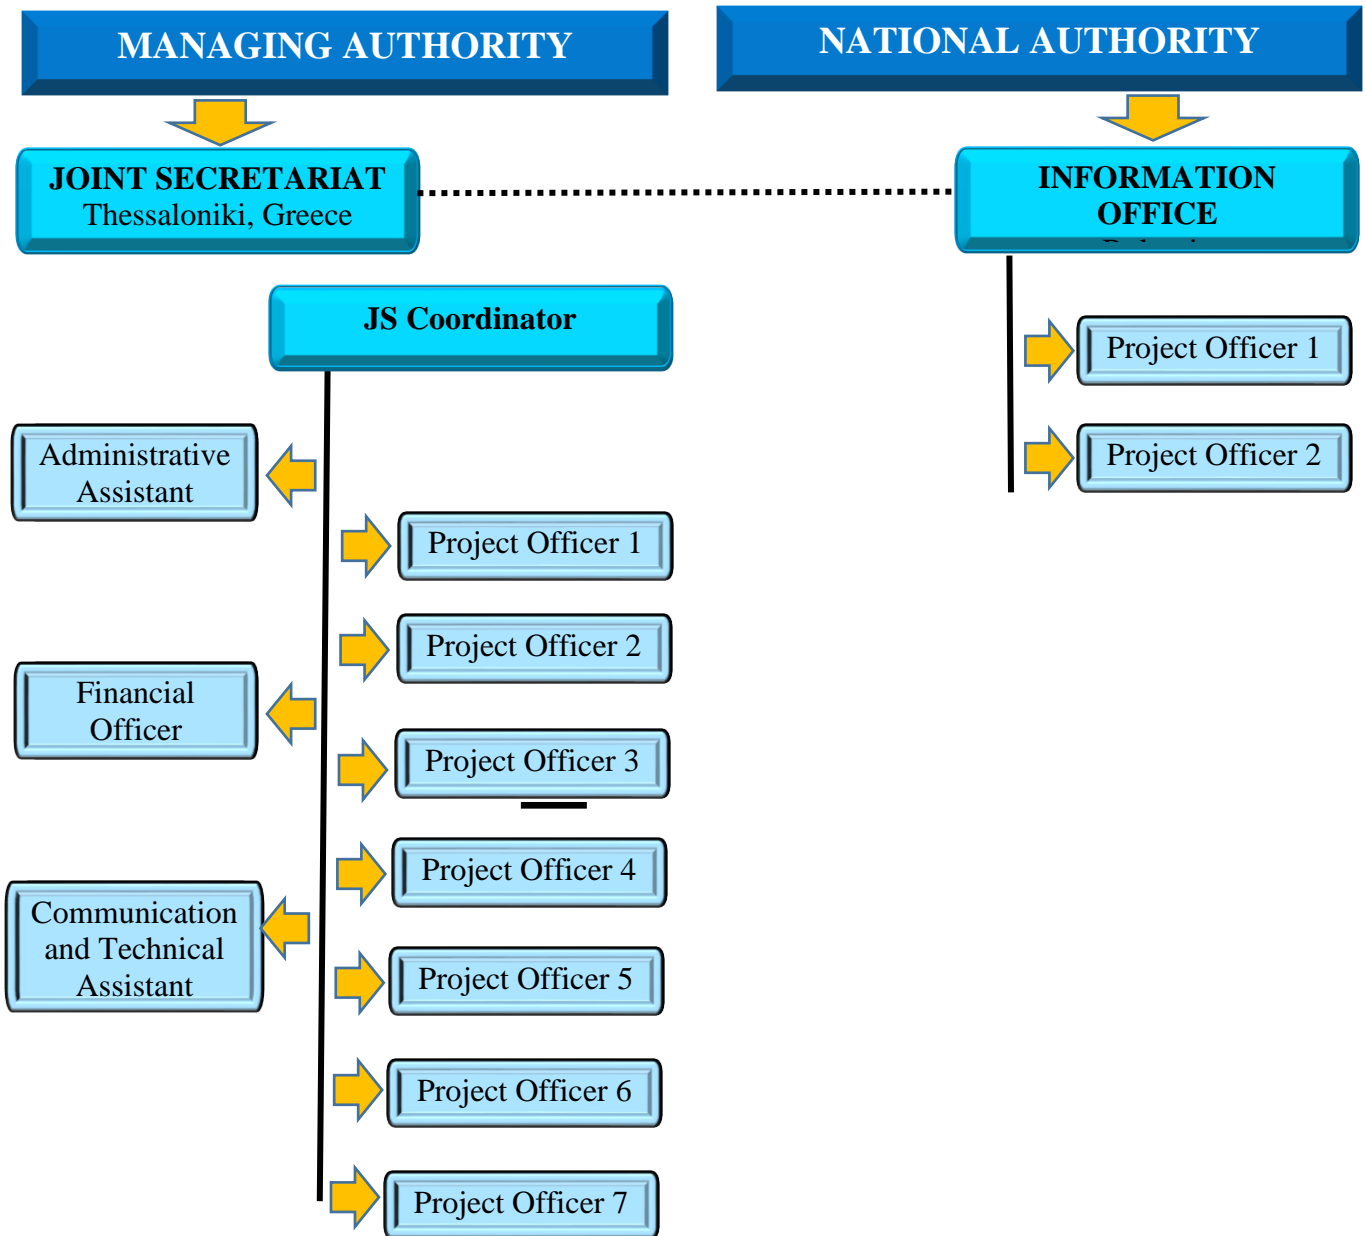 MANAGING AUTHORITY
NATIONAL AUTHORITY
JOINT SECRETARIAT
Thessaloniki, Greece
INFORMATION
OFFICE
JS Coordinator
Project Officer 1
Project Officer 2
Administrative
Assistant
Financial
Officer
Communication
and Technical
Assistant
Project Officer 1
Project Officer 2
Project Officer 3
Project Officer 4
Project Officer 5
Project Officer 6
Project Officer 7